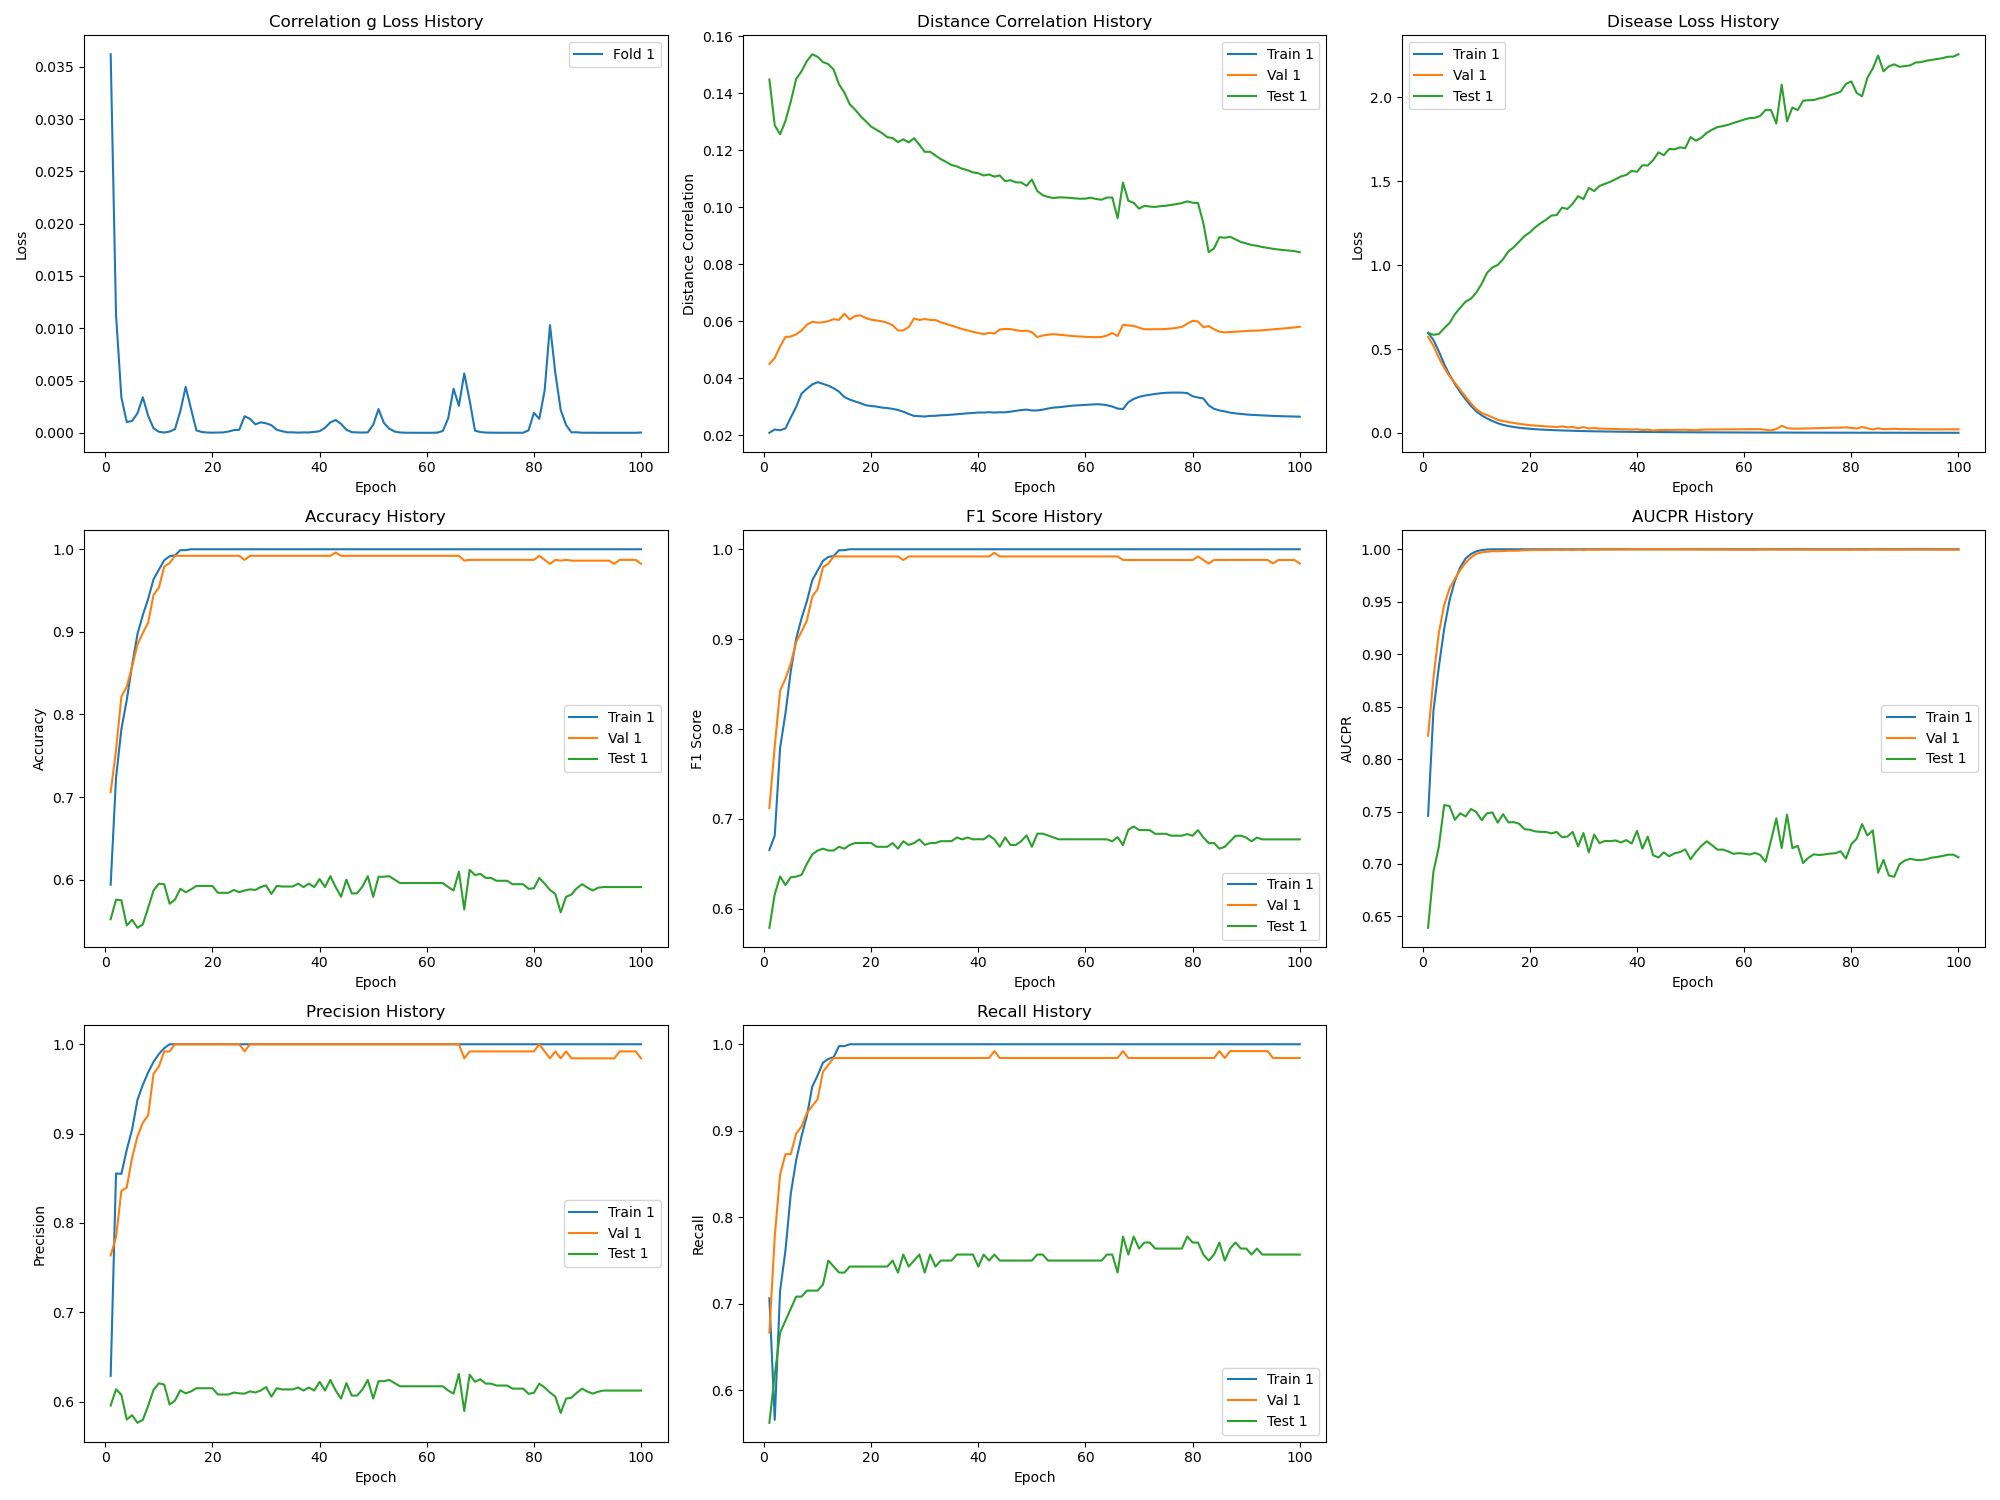 Correlation g Loss History
Loss
0.035
0.030
0.025
0.020
0.015
0.010
0.005
0.000
0 20 40 60 80 100
Epoch
Fold 1
Distance Correlation History
Distance Correlation
0.16
0.14
0.12
0.10
0.08
0.06
0.04
0.02
0 20 40 60 80 100
Epoch
Train 1
Val 1
Test 1
Disease Loss History
Loss
2.0
1.5
1.0
0.5
0.0
0 20 40 60 80 100
Epoch
Train 1
Val 1
Test 1
Accuracy History
Accuracy
1.0
0.9
0.8
0.7
0.6
0 20 40 60 80 100
Epoch
Train 1
Val 1
Test 1
F1 Score History
F1 Score
1.0
0.9
0.8
0.7
0.6
0 20 40 60 80 100
Epoch
Train 1
Val 1
Test 1
AUCPR History
AUCPR
1.00
0.95
0.90
0.85
0.80
0.75
0.70
0.65
0 20 40 60 80 100
Epoch
Train 1
Val 1
Test 1
Precision History
Precision
1.0
0.9
0.8
0.7
0.6
0 20 40 60 80 100
Epoch
Train 1
Val 1
Test 1
Recall History
Recall
1.0
0.9
0.8
0.7
0.6
0 20 40 60 80 100
Epoch
Train 1
Val 1
Test 1